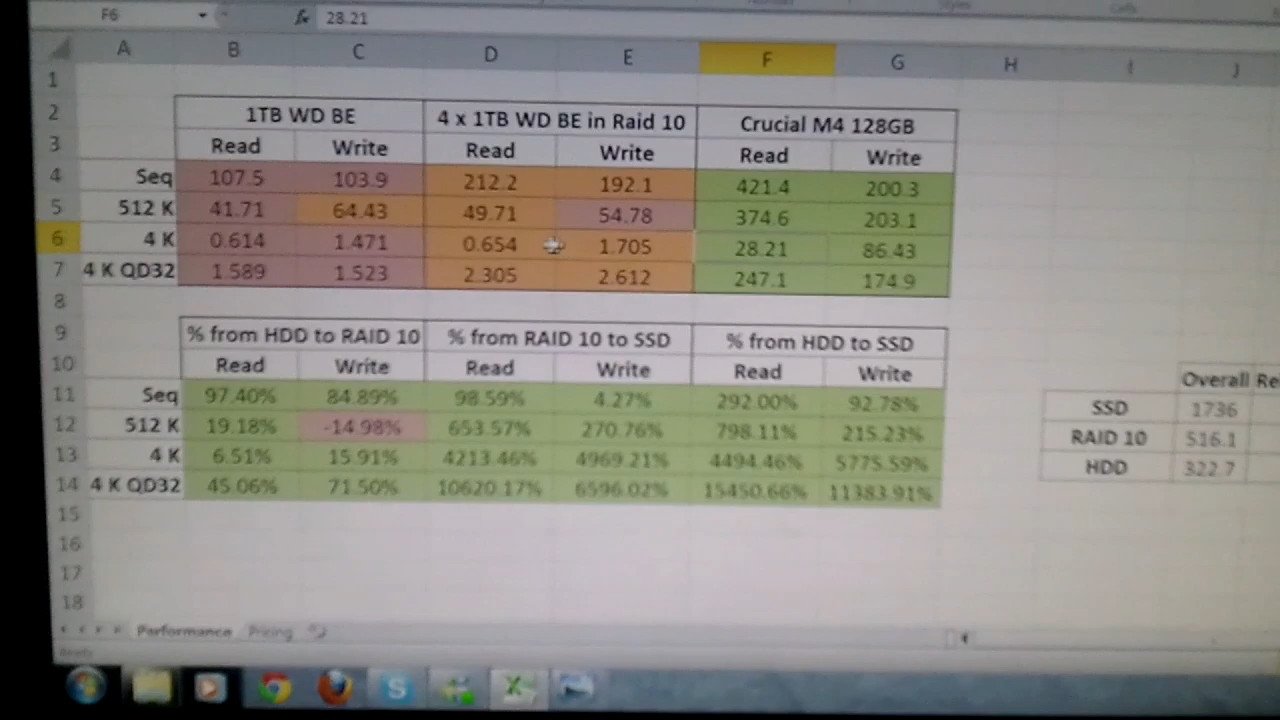 F6 fx 28.21
A B C D E F G H I J
1
2 1TB WD BE 4 x 1TB WD BE in Raid 10 Crucial M4 128GB
3 Read Write Read Write Read Write
4 Seq 107.5 103.9 212.2 192.1 421.4 200.3
5 512 K 41.71 64.43 49.71 54.78 374.6 203.1
6 4 K 0.614 1.471 0.654 1.705 28.21 86.43
7 4 K QD32 1.589 1.523 2.305 2.612 247.1 174.9
8
9 % from HDD to RAID 10 % from RAID 10 to SSD % from HDD to SSD
10 Read Write Read Write Read Write Overall Re
11 Seq 97.40% 84.89% 98.59% 4.27% 292.00% 92.78% SSD 1736
12 512 K 19.18% -14.98% 653.57% 270.76% 798.11% 215.23% RAID 10 516.1
13 4 K 6.51% 15.91% 4213.46% 4969.21% 4494.46% 5775.59% HDD 322.7
14 4 K QD32 45.06% 71.50% 10620.17% 6596.02% 15450.66% 11383.91%
15
16
17
18
Performance Pricing